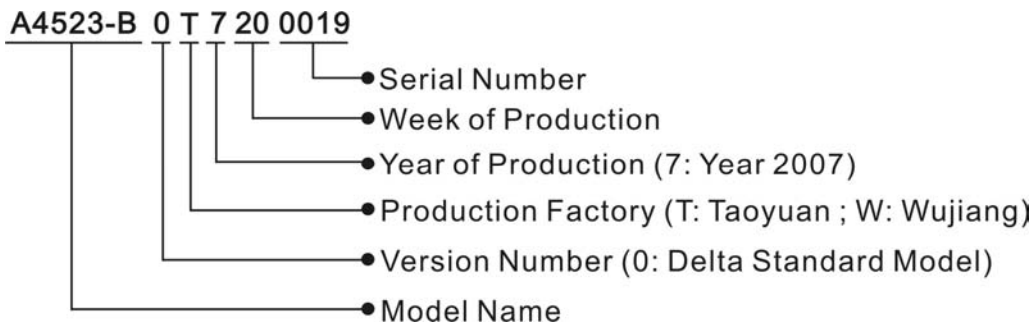 A4523-B 0 T 7 20 0019
Serial Number
Week of Production
Year of Production (7: Year 2007)
Production Factory (T: Taoyuan ; W: Wujiang)
Version Number (0: Delta Standard Model)
Model Name